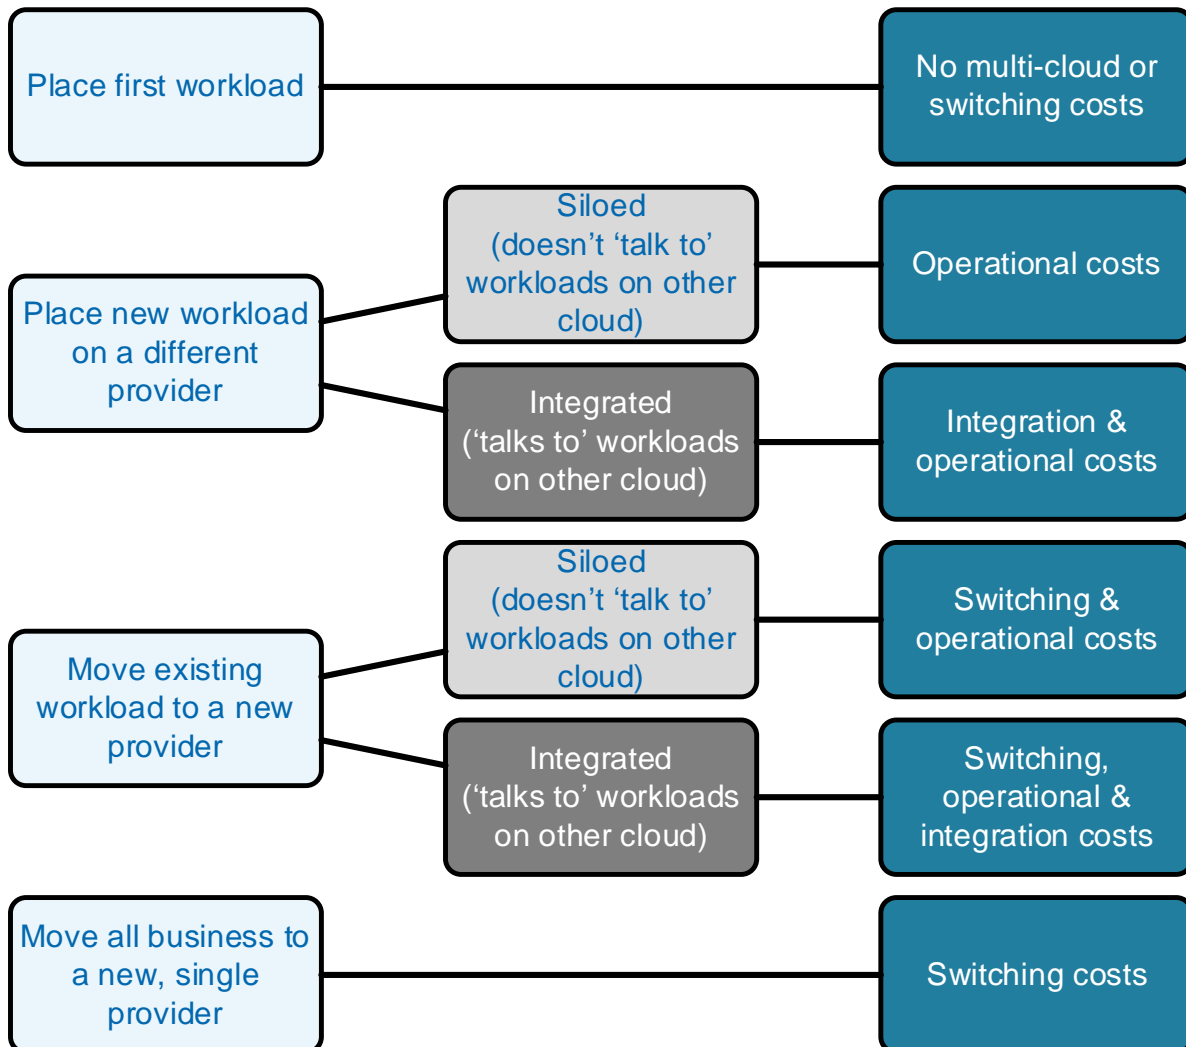 Place first workload
No multi-cloud or
switching costs
Place new workload
on a different
provider
Siloed
(doesn’t ‘talk to’
workloads on other
cloud)
Operational costs
Integrated
(‘talks to’ workloads
on other cloud)
Integration &
operational costs
Move existing
workload to a new
provider
Siloed
(doesn’t ‘talk to’
workloads on other
cloud)
Switching &
operational costs
Integrated
(‘talks to’ workloads
on other cloud)
Switching,
operational &
integration costs
Move all business to
a new, single
provider
Switching costs